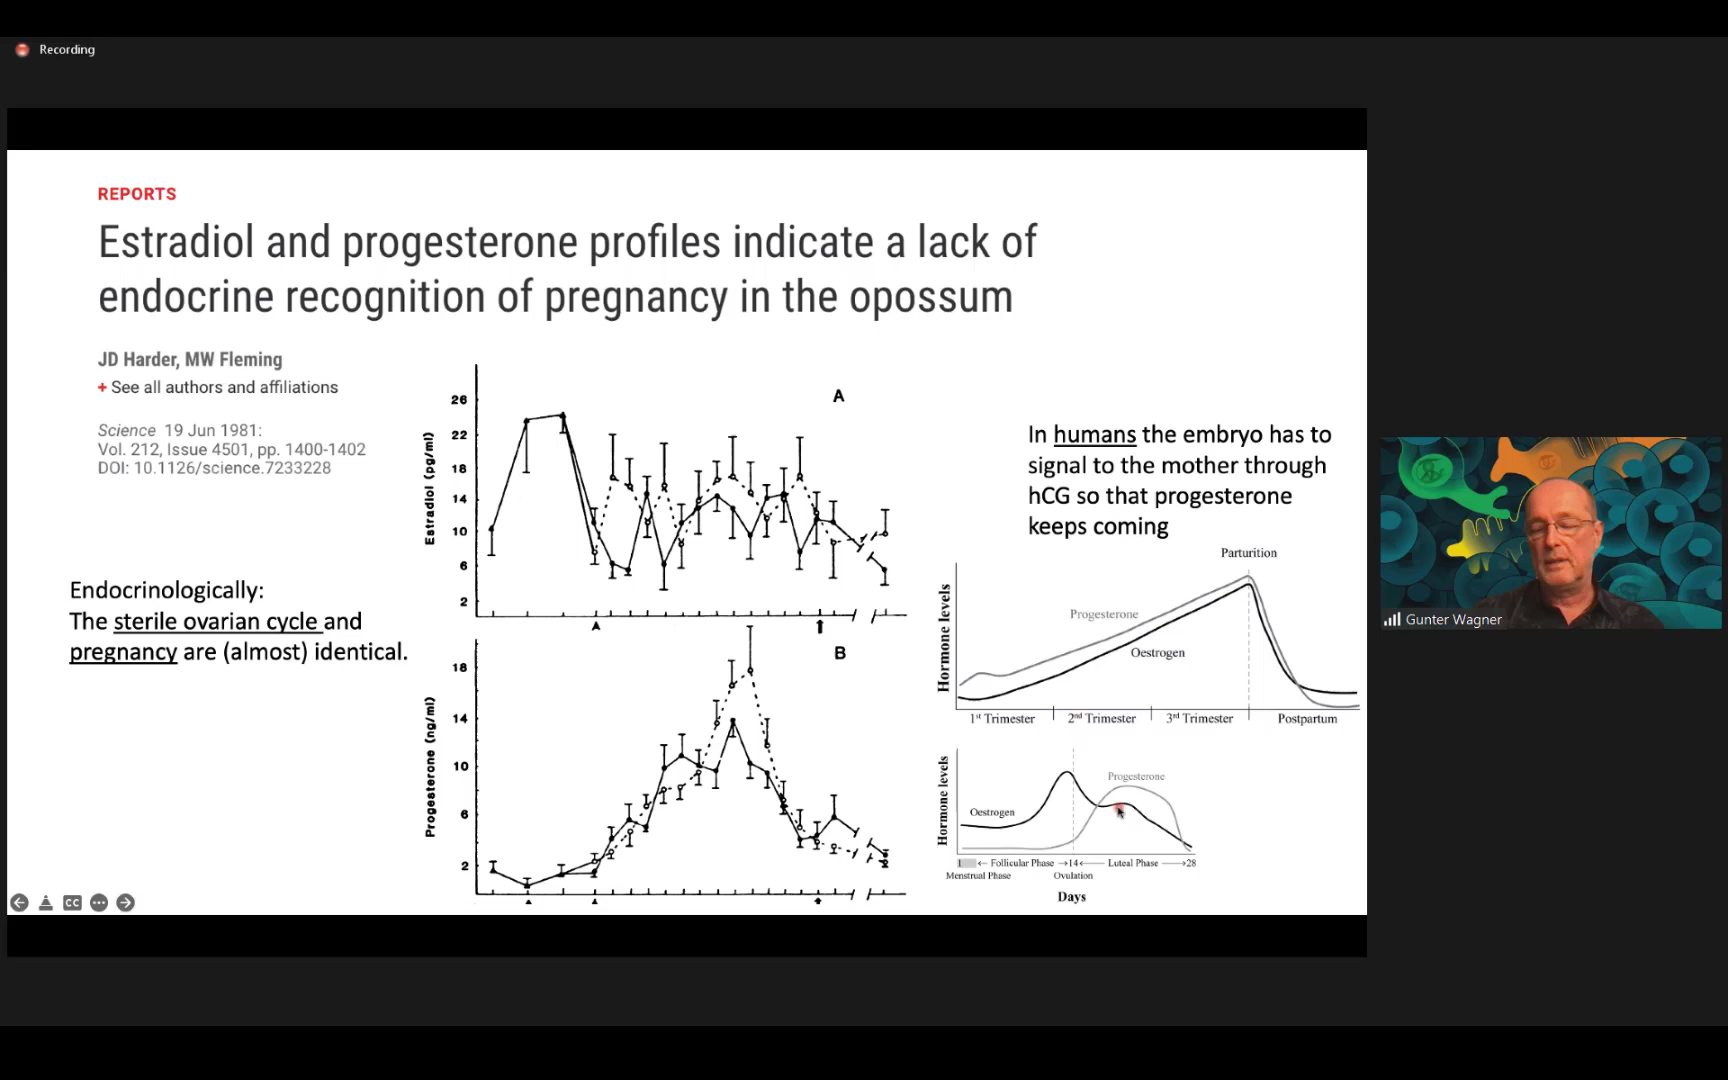 Recording
REPORTS
Estradiol and progesterone profiles indicate a lack of
endocrine recognition of pregnancy in the opossum
JD Harder, MW Fleming
+ See all authors and affiliations
Science 19 Jun 1981:
Vol. 212, Issue 4501, pp. 1400-1402
DOI: 10.1126/science.7233228
Endocrinologically:
The sterile ovarian cycle and
pregnancy are (almost) identical.
A
Estradiol (pg/ml)
26
22
18
14
10
6
2
B
Progesterone (ng/ml)
18
14
10
6
2
In humans the embryo has to
signal to the mother through
hCG so that progesterone
keeps coming
Parturition
Hormone levels
Progesterone
Oestrogen
1st Trimester
2nd Trimester
3rd Trimester
Postpartum
Hormone levels
Progesterone
Oestrogen
1 ← Follicular Phase →14← Luteal Phase →28
Menstrual Phase
Ovulation
Days
CC
Gunter Wagner